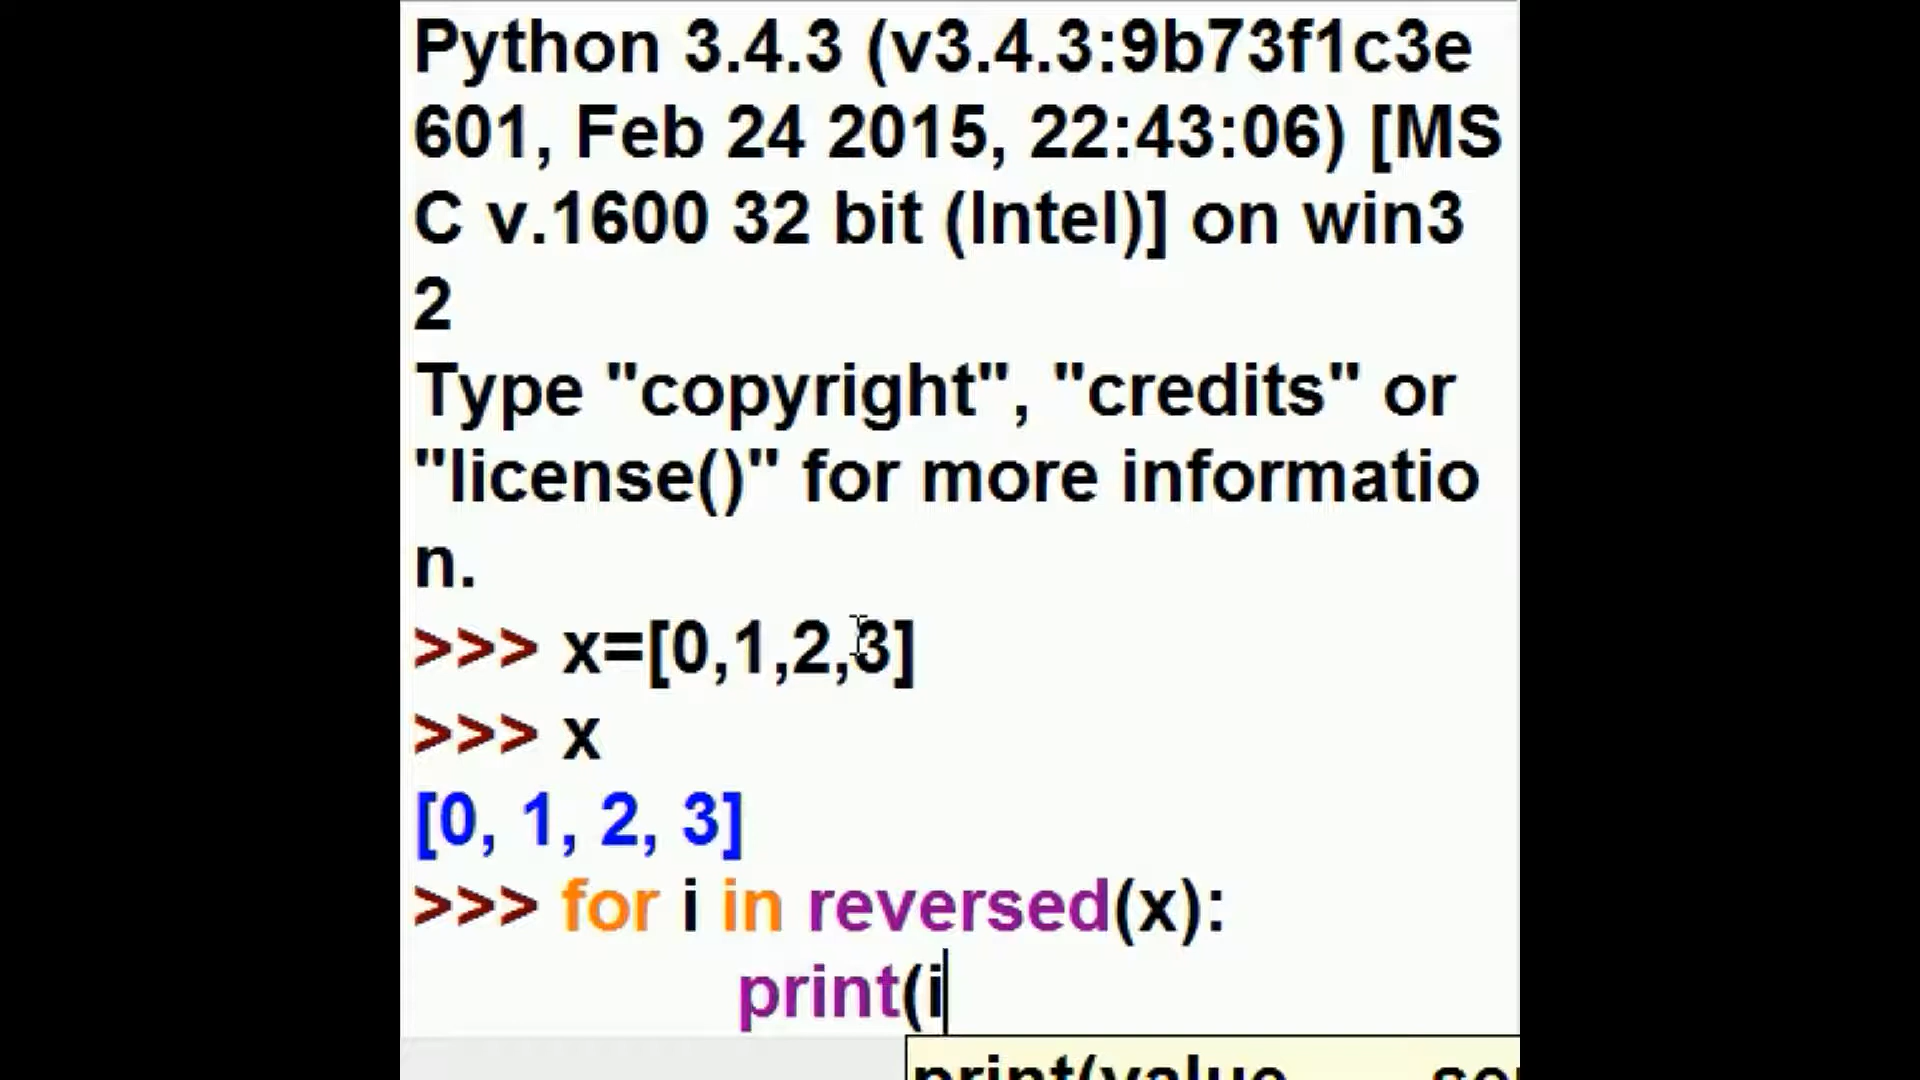 Python 3.4.3 (v3.4.3:9b73f1c3e
601, Feb 24 2015, 22:43:06) [MS
C v.1600 32 bit (Intel)] on win3
2
Type "copyright", "credits" or
"license()" for more informatio
n.
>>> x=[0,1,2,3]
>>> x
[0, 1, 2, 3]
>>> for i in reversed(x):
print(i
print(value